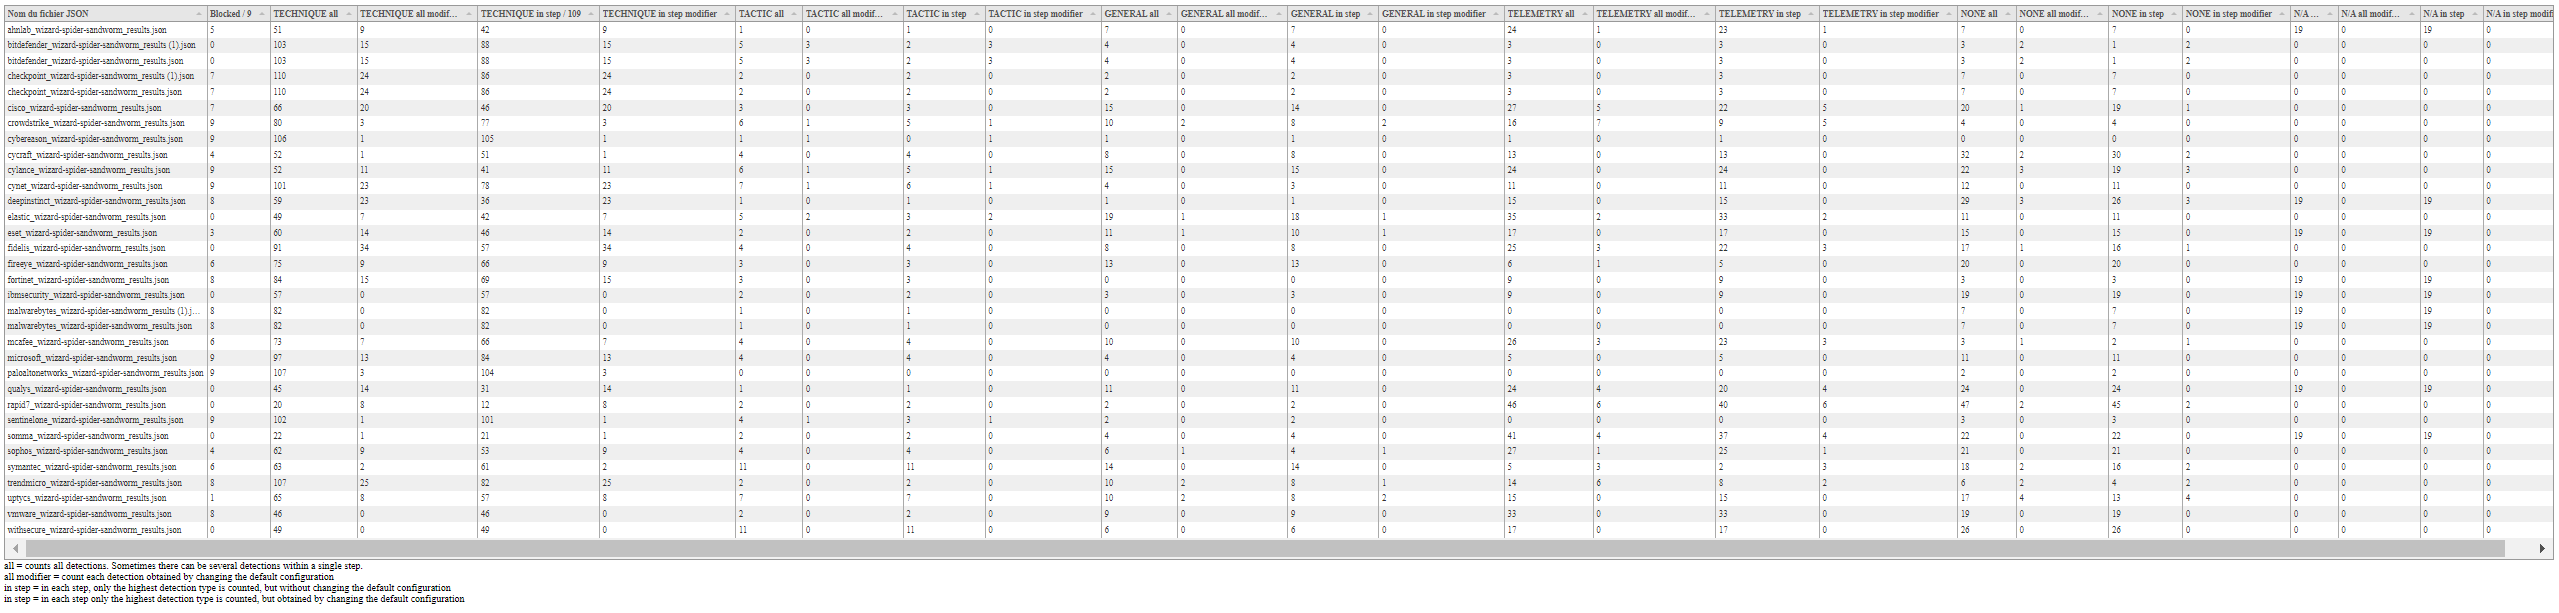 Nom du fichier JSON Blocked / 9 TECHNIQUE all TECHNIQUE all modif... TECHNIQUE in step / 109 TECHNIQUE in step modifier TACTIC all TACTIC all modif... TACTIC in step TACTIC in step modifier GENERAL all GENERAL all modif... GENERAL in step GENERAL in step modifier TELEMETRY all TELEMETRY all modif... TELEMETRY in step TELEMETRY in step modifier NONE all NONE all modif... NONE in step NONE in step modifier N/A ... N/A all modif... N/A in step N/A in step modifi
ahnlab_wizard-spider-sandworm_results.json 5 51 9 42 9 1 0 1 0 7 0 7 0 24 1 23 1 7 0 7 0 19 0 19 0
bitdefender_wizard-spider-sandworm_results (1).json 0 103 15 88 15 5 3 2 3 4 0 4 0 3 0 3 0 3 2 1 2 0 0 0 0
bitdefender_wizard-spider-sandworm_results.json 0 103 15 88 15 5 3 2 3 4 0 4 0 3 0 3 0 3 2 1 2 0 0 0 0
checkpoint_wizard-spider-sandworm_results (1).json 7 110 24 86 24 2 0 2 0 2 0 2 0 3 0 3 0 7 0 7 0 0 0 0 0
checkpoint_wizard-spider-sandworm_results.json 7 110 24 86 24 2 0 2 0 2 0 2 0 3 0 3 0 7 0 7 0 0 0 0 0
cisco_wizard-spider-sandworm_results.json 7 66 20 46 20 3 0 3 0 15 0 14 0 27 5 22 5 20 1 19 1 0 0 0 0
crowdstrike_wizard-spider-sandworm_results.json 9 80 3 77 3 6 1 5 1 10 2 8 2 16 7 9 5 4 0 4 0 0 0 0 0
cybereason_wizard-spider-sandworm_results.json 9 106 1 105 1 1 1 0 1 1 0 1 0 1 0 1 0 0 0 0 0 0 0 0 0
cycraft_wizard-spider-sandworm_results.json 4 52 1 51 1 4 0 4 0 8 0 8 0 13 0 13 0 32 2 30 2 0 0 0 0
cylance_wizard-spider-sandworm_results.json 9 52 11 41 11 6 1 5 1 15 0 15 0 24 0 24 0 22 3 19 3 0 0 0 0
cynet_wizard-spider-sandworm_results.json 9 101 23 78 23 7 1 6 1 4 0 3 0 11 0 11 0 12 0 11 0 0 0 0 0
deepinstinct_wizard-spider-sandworm_results.json 8 59 23 36 23 1 0 1 0 1 0 1 0 15 0 15 0 29 3 26 3 19 0 19 0
elastic_wizard-spider-sandworm_results.json 0 49 7 42 7 5 2 3 2 19 1 18 1 35 2 33 2 11 0 11 0 0 0 0 0
eset_wizard-spider-sandworm_results.json 3 60 14 46 14 2 0 2 0 11 1 10 1 17 0 17 0 15 0 15 0 19 0 19 0
fidelis_wizard-spider-sandworm_results.json 0 91 34 57 34 4 0 4 0 8 0 8 0 25 3 22 3 17 1 16 1 0 0 0 0
fireeye_wizard-spider-sandworm_results.json 6 75 9 66 9 3 0 3 0 13 0 13 0 6 1 5 0 20 0 20 0 0 0 0 0
fortinet_wizard-spider-sandworm_results.json 8 84 15 69 15 3 0 3 0 0 0 0 0 9 0 9 0 3 0 3 0 19 0 19 0
ibmsecurity_wizard-spider-sandworm_results.json 0 57 0 57 0 2 0 2 0 3 0 3 0 9 0 9 0 19 0 19 0 19 0 19 0
malwarebytes_wizard-spider-sandworm_results (1).j... 8 82 0 82 0 1 0 1 0 0 0 0 0 0 0 0 0 7 0 7 0 19 0 19 0
malwarebytes_wizard-spider-sandworm_results.json 8 82 0 82 0 1 0 1 0 0 0 0 0 0 0 0 0 7 0 7 0 19 0 19 0
mcafee_wizard-spider-sandworm_results.json 6 73 7 66 7 4 0 4 0 10 0 10 0 26 3 23 3 3 1 2 1 0 0 0 0
microsoft_wizard-spider-sandworm_results.json 9 97 13 84 13 4 0 4 0 4 0 4 0 5 0 5 0 11 0 11 0 0 0 0 0
paloaltonetworks_wizard-spider-sandworm_results.json 9 107 3 104 3 0 0 0 0 0 0 0 0 0 0 0 0 2 0 2 0 0 0 0 0
qualys_wizard-spider-sandworm_results.json 0 45 14 31 14 1 0 1 0 11 0 11 0 24 4 20 4 24 0 24 0 19 0 19 0
rapid7_wizard-spider-sandworm_results.json 0 20 8 12 8 2 0 2 0 2 0 2 0 46 6 40 6 47 2 45 2 0 0 0 0
sentinelone_wizard-spider-sandworm_results.json 9 102 1 101 1 4 1 3 1 2 0 2 0 0 0 0 0 3 0 3 0 0 0 0 0
somma_wizard-spider-sandworm_results.json 0 22 1 21 1 2 0 2 0 4 0 4 0 41 4 37 4 22 0 22 0 19 0 19 0
sophos_wizard-spider-sandworm_results.json 4 62 9 53 9 4 0 4 0 6 1 4 1 27 1 25 1 21 0 21 0 0 0 0 0
symantec_wizard-spider-sandworm_results.json 6 63 2 61 2 11 0 11 0 14 0 14 0 5 3 2 3 18 2 16 2 0 0 0 0
trendmicro_wizard-spider-sandworm_results.json 8 107 25 82 25 2 0 2 0 10 2 8 1 14 6 8 2 6 2 4 2 0 0 0 0
uptycs_wizard-spider-sandworm_results.json 1 65 8 57 8 7 0 7 0 10 2 8 2 15 0 15 0 17 4 13 4 0 0 0 0
vmware_wizard-spider-sandworm_results.json 8 46 0 46 0 2 0 2 0 9 0 9 0 33 0 33 0 19 0 19 0 0 0 0 0
withsecure_wizard-spider-sandworm_results.json 0 49 0 49 0 11 0 11 0 6 0 6 0 17 0 17 0 26 0 26 0 0 0 0 0
all = counts all detections. Sometimes there can be several detections within a single step.
all modifier = count each detection obtained by changing the default configuration
in step = in each step, only the highest detection type is counted, but without changing the default configuration
in step = in each step only the highest detection type is counted, but obtained by changing the default configuration